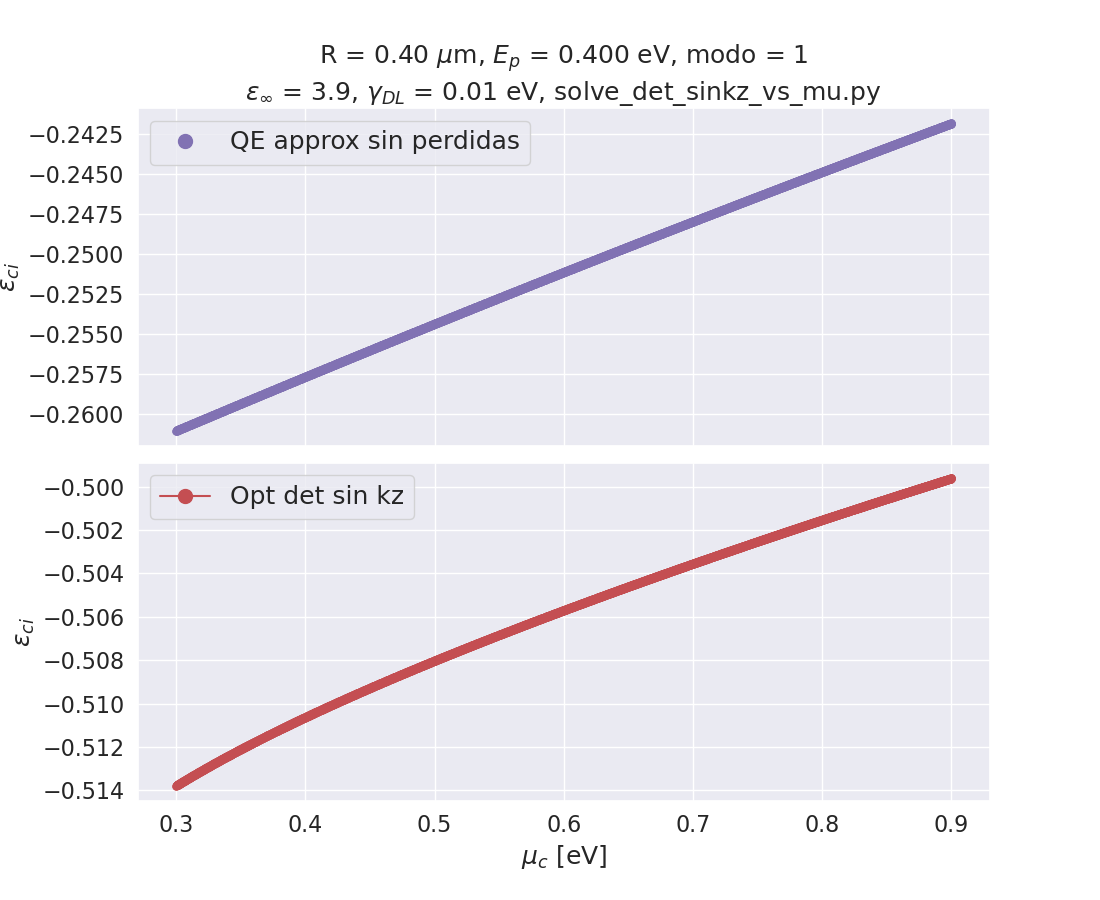 R = 0.40 μm, E_p = 0.400 eV, modo = 1
ε_∞ = 3.9, γ_DL = 0.01 eV, solve_det_sinkz_vs_mu.py
QE approx sin perdidas
−0.2425
−0.2450
−0.2475
−0.2500
−0.2525
−0.2550
−0.2575
−0.2600
ε_ci
Opt det sin kz
−0.500
−0.502
−0.504
−0.506
−0.508
−0.510
−0.512
−0.514
ε_ci
0.3 0.4 0.5 0.6 0.7 0.8 0.9
μ_c [eV]